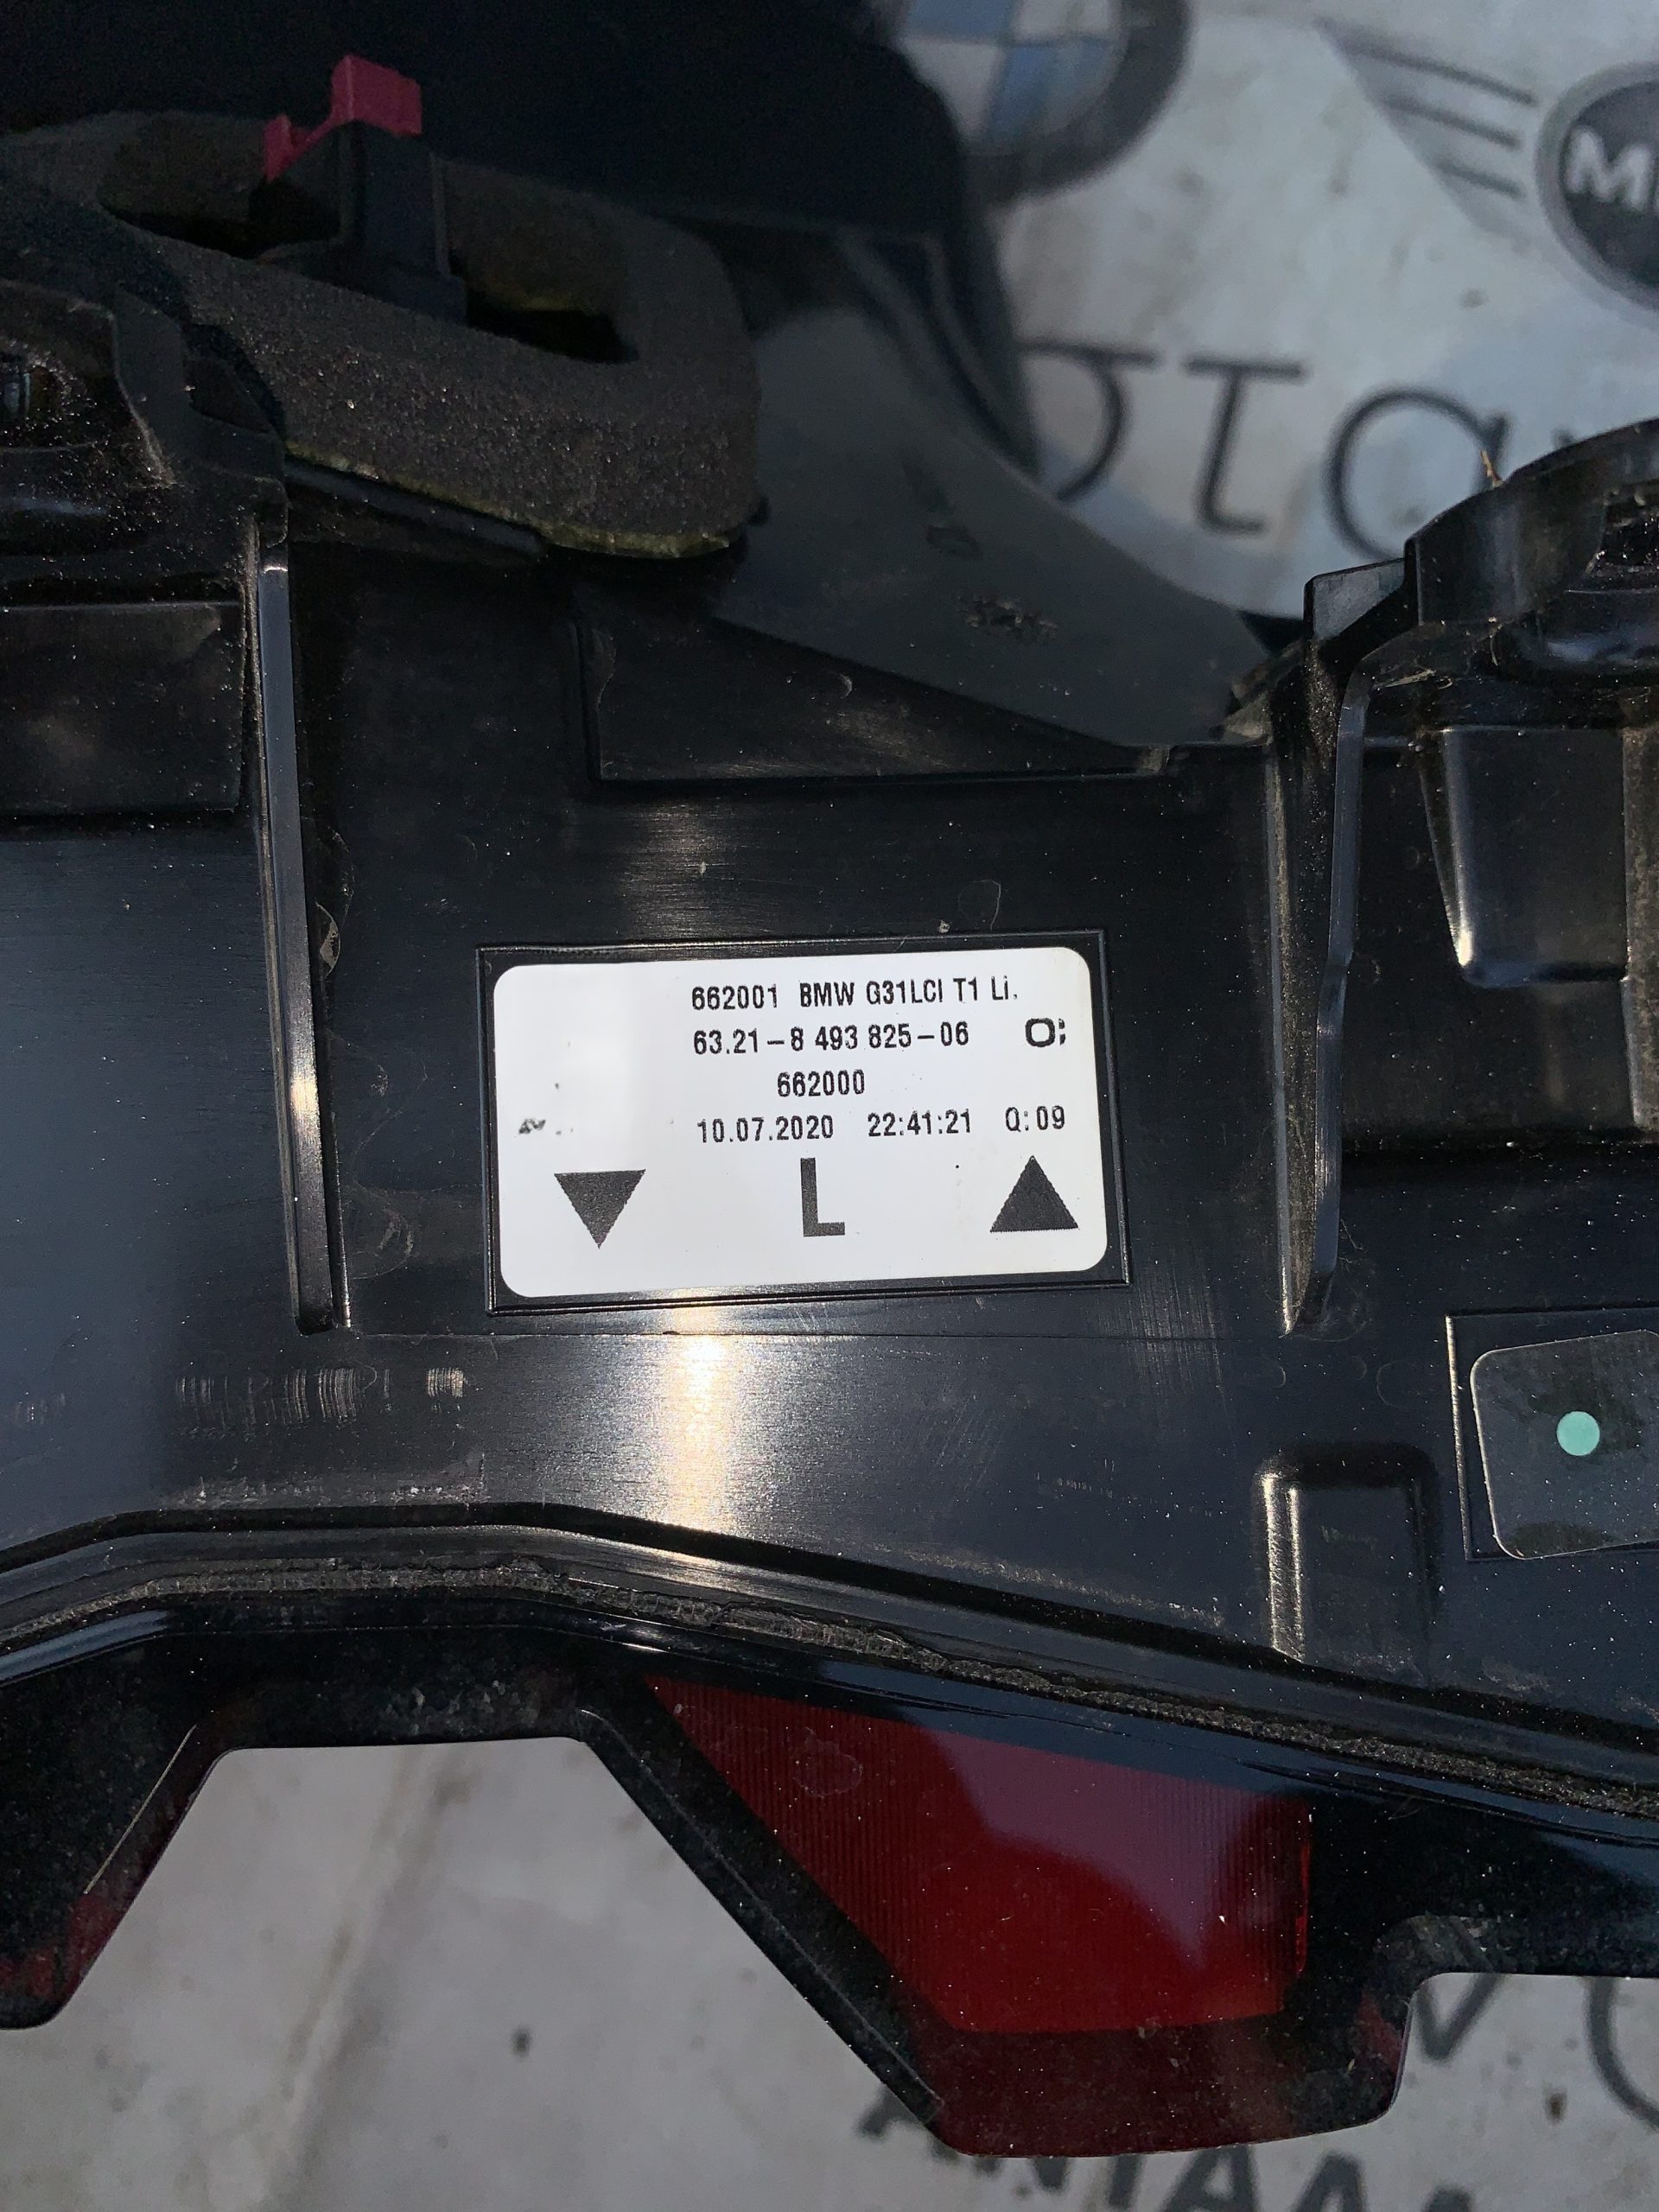 662001 BMW G31LCI T1 Li.
63.21-8 493 825-06
662000
10.07.2020 22:41:21 Q:09
L